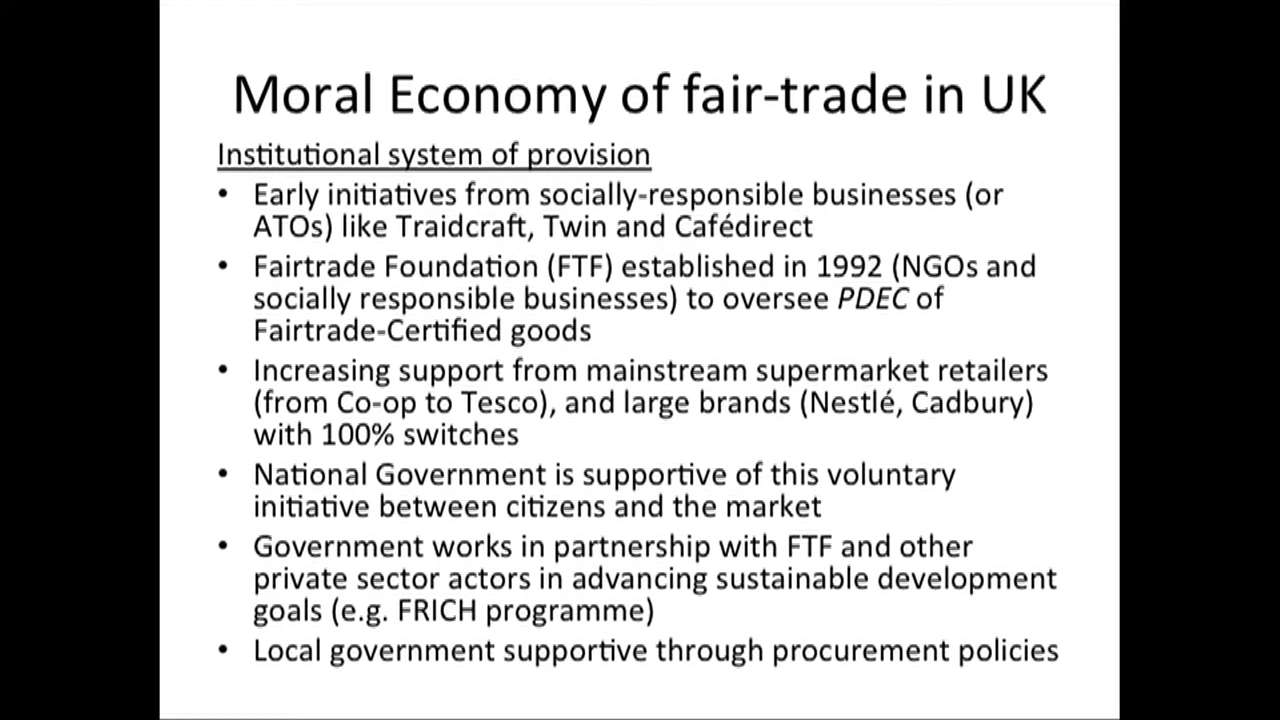 Moral Economy of fair-trade in UK
Institutional system of provision
• Early initiatives from socially-responsible businesses (or
ATOs) like Traidcraft, Twin and Cafédirect
• Fairtrade Foundation (FTF) established in 1992 (NGOs and
socially responsible businesses) to oversee PDEC of
Fairtrade-Certified goods
• Increasing support from mainstream supermarket retailers
(from Co-op to Tesco), and large brands (Nestlé, Cadbury)
with 100% switches
• National Government is supportive of this voluntary
initiative between citizens and the market
• Government works in partnership with FTF and other
private sector actors in advancing sustainable development
goals (e.g. FRICH programme)
• Local government supportive through procurement policies